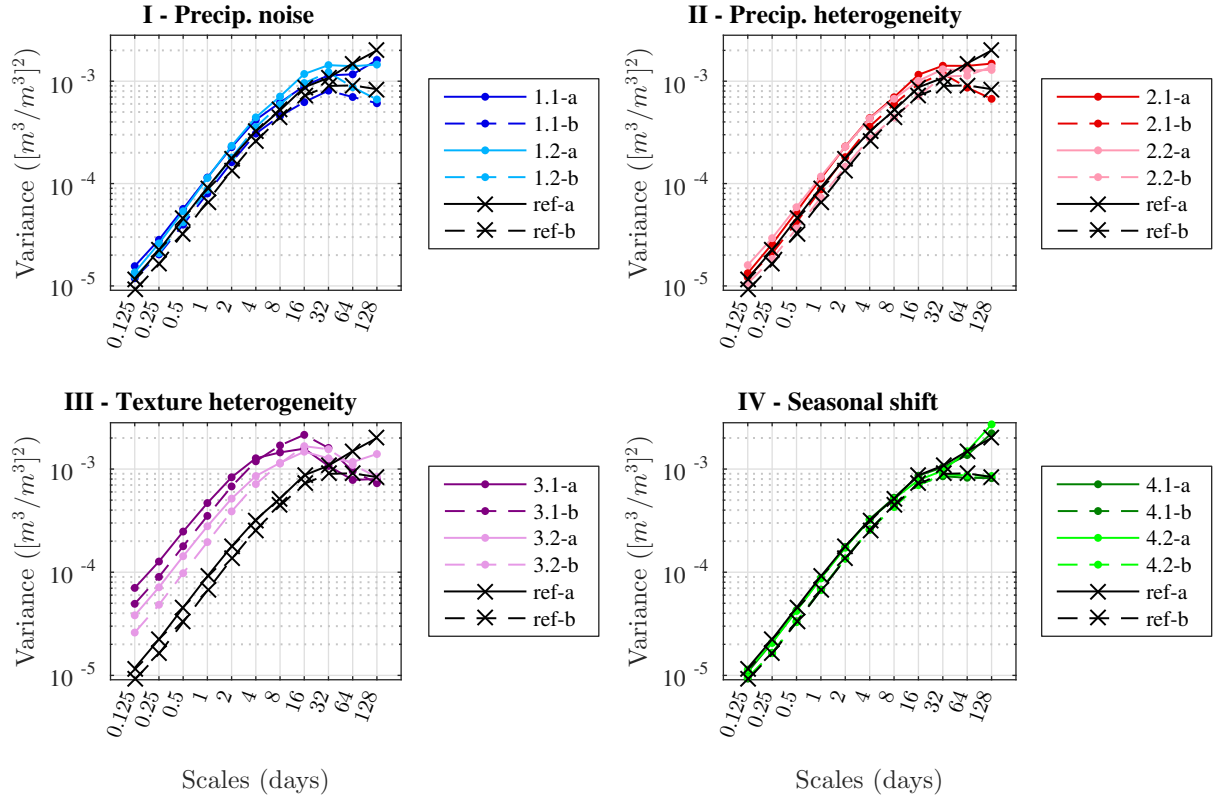 I - Precip. noise
Variance ([m³/m³]²)
10⁻³
10⁻⁴
10⁻⁵
0.125
0.25
0.5
1
2
4
8
16
32
64
128
1.1-a
1.1-b
1.2-a
1.2-b
ref-a
ref-b
II - Precip. heterogeneity
Variance ([m³/m³]²)
10⁻³
10⁻⁴
10⁻⁵
0.125
0.25
0.5
1
2
4
8
16
32
64
128
2.1-a
2.1-b
2.2-a
2.2-b
ref-a
ref-b
III - Texture heterogeneity
Variance ([m³/m³]²)
10⁻³
10⁻⁴
10⁻⁵
0.125
0.25
0.5
1
2
4
8
16
32
64
128
Scales (days)
3.1-a
3.1-b
3.2-a
3.2-b
ref-a
ref-b
IV - Seasonal shift
Variance ([m³/m³]²)
10⁻³
10⁻⁴
10⁻⁵
0.125
0.25
0.5
1
2
4
8
16
32
64
128
Scales (days)
4.1-a
4.1-b
4.2-a
4.2-b
ref-a
ref-b